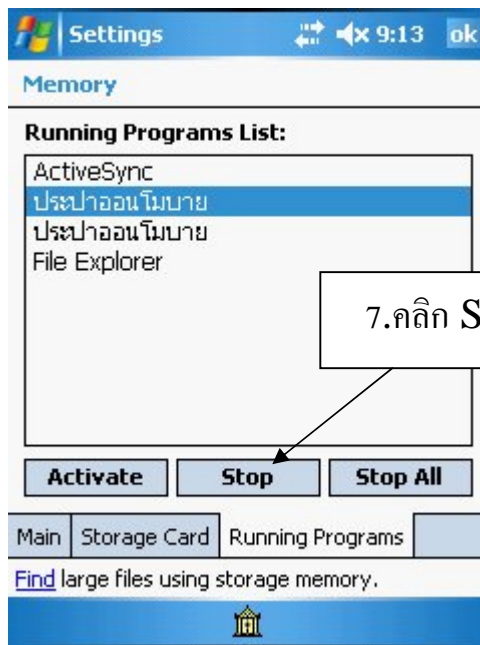 Settings 9:13 ok
Memory
Running Programs List:
ActiveSync
ประปาออนโมบาย
ประปาออนโมบาย
File Explorer
7.คลิก S
Activate Stop Stop All
Main Storage Card Running Programs
Find large files using storage memory.